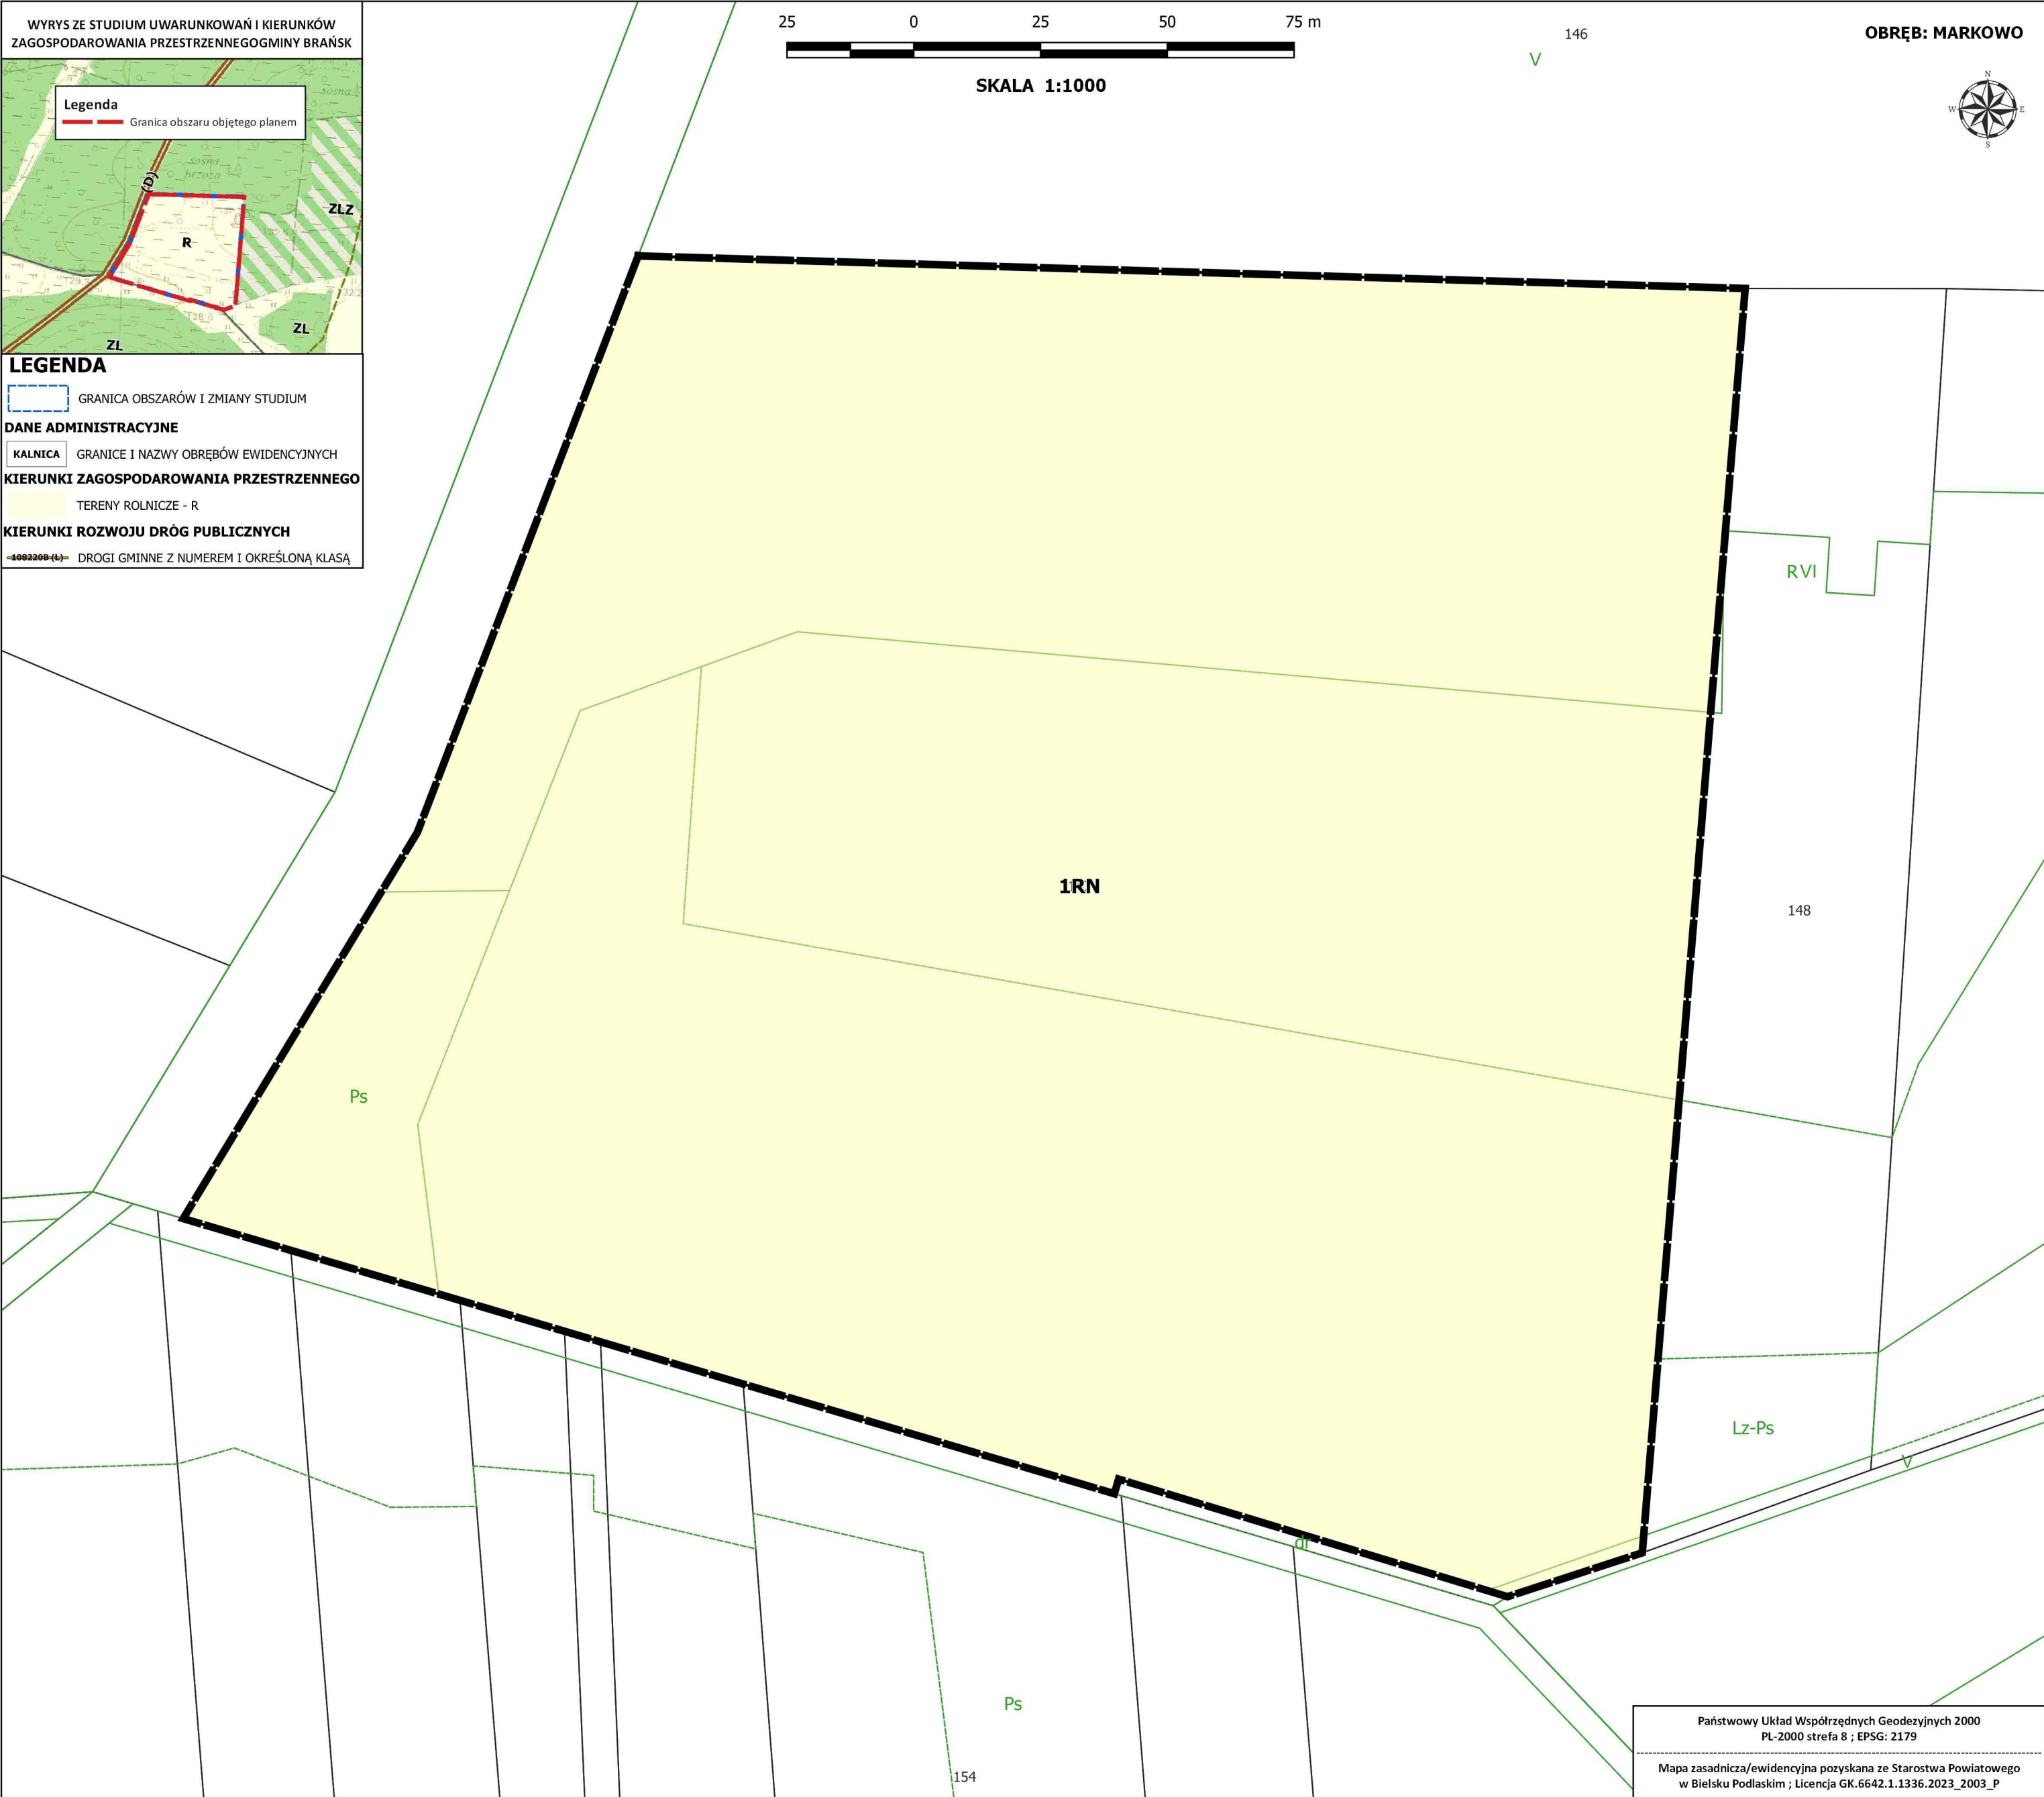 WYRYS ZE STUDIUM UWARUNKOWAŃ I KIERUNKÓW
ZAGOSPODAROWANIA PRZESTRZENNEGOGMINY BRAŃSK
Legenda
Granica obszaru objętego planem
sosna
sosna
brzoza
(D)
ZLZ
R
128.6
ZL
ZL
LEGENDA
GRANICA OBSZARÓW I ZMIANY STUDIUM
DANE ADMINISTRACYJNE
KALNICA GRANICE I NAZWY OBRĘBÓW EWIDENCYJNYCH
KIERUNKI ZAGOSPODAROWANIA PRZESTRZENNEGO
TERENY ROLNICZE - R
KIERUNKI ROZWOJU DRÓG PUBLICZNYCH
108220B (L) DROGI GMINNE Z NUMEREM I OKREŚLONĄ KLASĄ
25 0 25 50 75 m
SKALA 1:1000
146
V
OBRĘB: MARKOWO
N
W E
S
RVI
1RN
148
Ps
Lz-Ps
V
dr
Ps
154
Państwowy Układ Współrzędnych Geodezyjnych 2000
PL-2000 strefa 8 ; EPSG: 2179
Mapa zasadnicza/ewidencyjna pozyskana ze Starostwa Powiatowego
w Bielsku Podlaskim ; Licencja GK.6642.1.1336.2023_2003_P